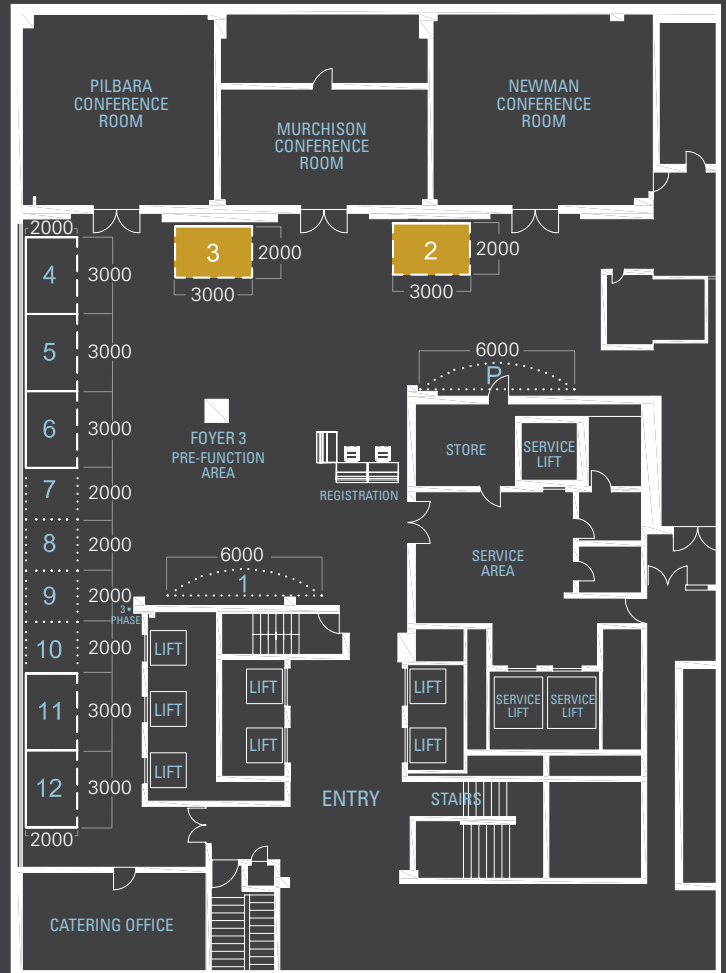 PILBARA
CONFERENCE
ROOM
MURCHISON
CONFERENCE
ROOM
NEWMAN
CONFERENCE
ROOM
2000
4
3000
3
2000
3000
2
2000
3000
5
3000
6
3000
6000
P
FOYER 3
PRE-FUNCTION
AREA
REGISTRATION
STORE
SERVICE
LIFT
7
2000
8
2000
9
2000
6000
1
SERVICE
AREA
3
PHASE
10
2000
LIFT
LIFT
LIFT
LIFT
LIFT
LIFT
LIFT
SERVICE
LIFT
SERVICE
LIFT
11
3000
12
3000
2000
ENTRY
STAIRS
CATERING OFFICE